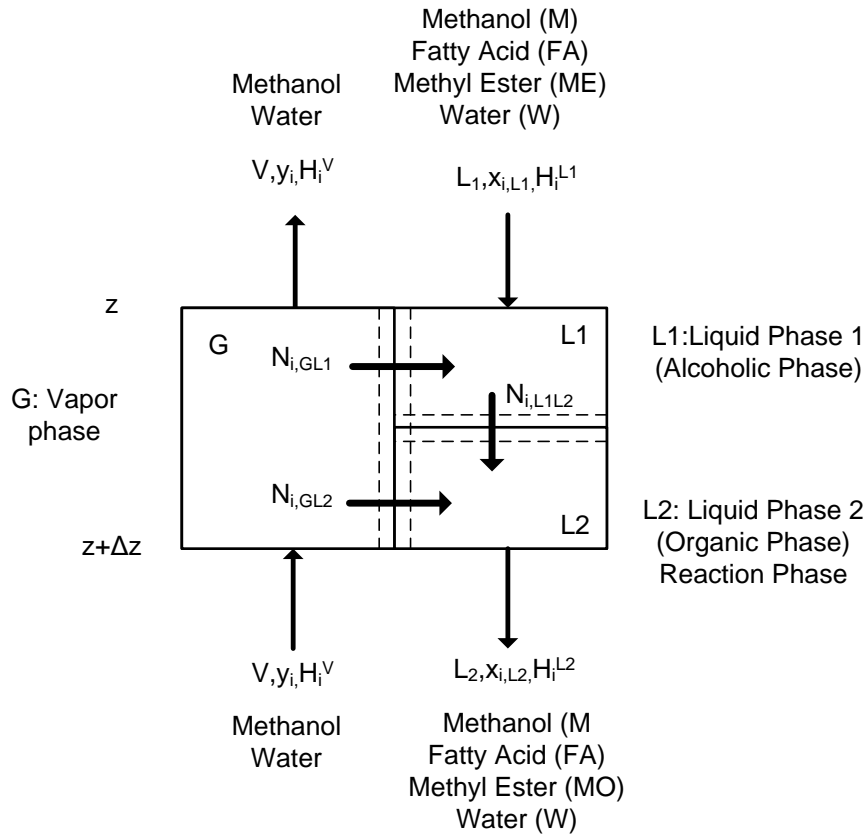 Methanol
Water
V,yᵢ,Hᵢⱽ
Methanol (M)
Fatty Acid (FA)
Methyl Ester (ME)
Water (W)
L₁,xᵢ,L1,Hᵢᴸ¹
z
G
L1
Nᵢ,GL1
Nᵢ,L1L2
L1:Liquid Phase 1
(Alcoholic Phase)
G: Vapor
phase
Nᵢ,GL2
L2
L2: Liquid Phase 2
(Organic Phase)
Reaction Phase
z+Δz
V,yᵢ,Hᵢⱽ
Methanol
Water
L₂,xᵢ,L2,Hᵢᴸ²
Methanol (M
Fatty Acid (FA)
Methyl Ester (MO)
Water (W)